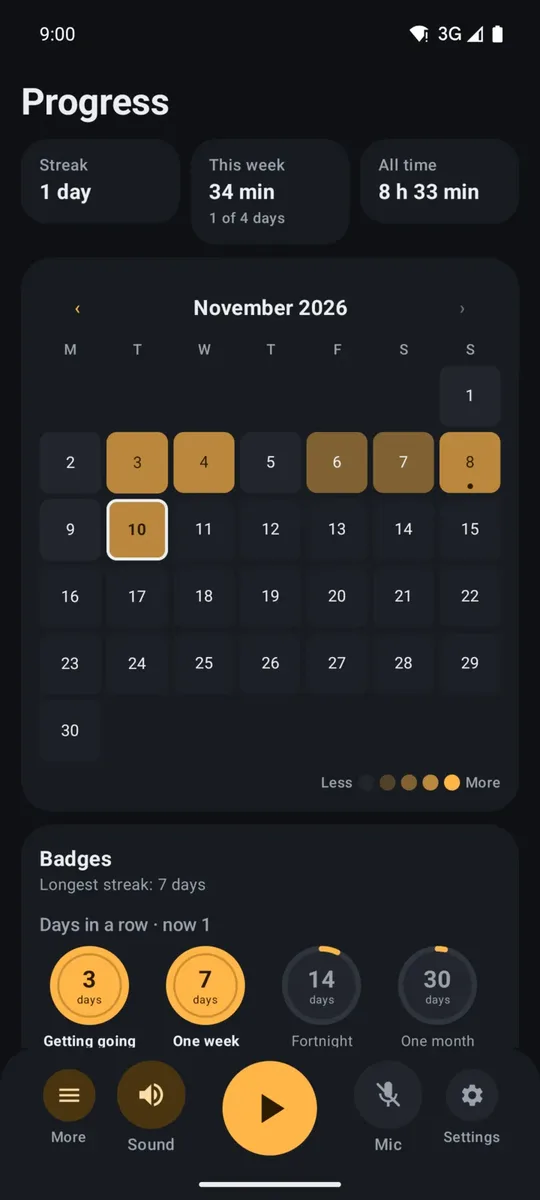 9:00 3G
Progress
Streak
1 day
This week
34 min
1 of 4 days
All time
8 h 33 min
‹ November 2026 ›
M T W T F S S
1
2 3 4 5 6 7 8
9 10 11 12 13 14 15
16 17 18 19 20 21 22
23 24 25 26 27 28 29
30
Less More
Badges
Longest streak: 7 days
Days in a row · now 1
3 7 14 30
days days days days
Getting going One week Fortnight One month
More Sound Mic Settings